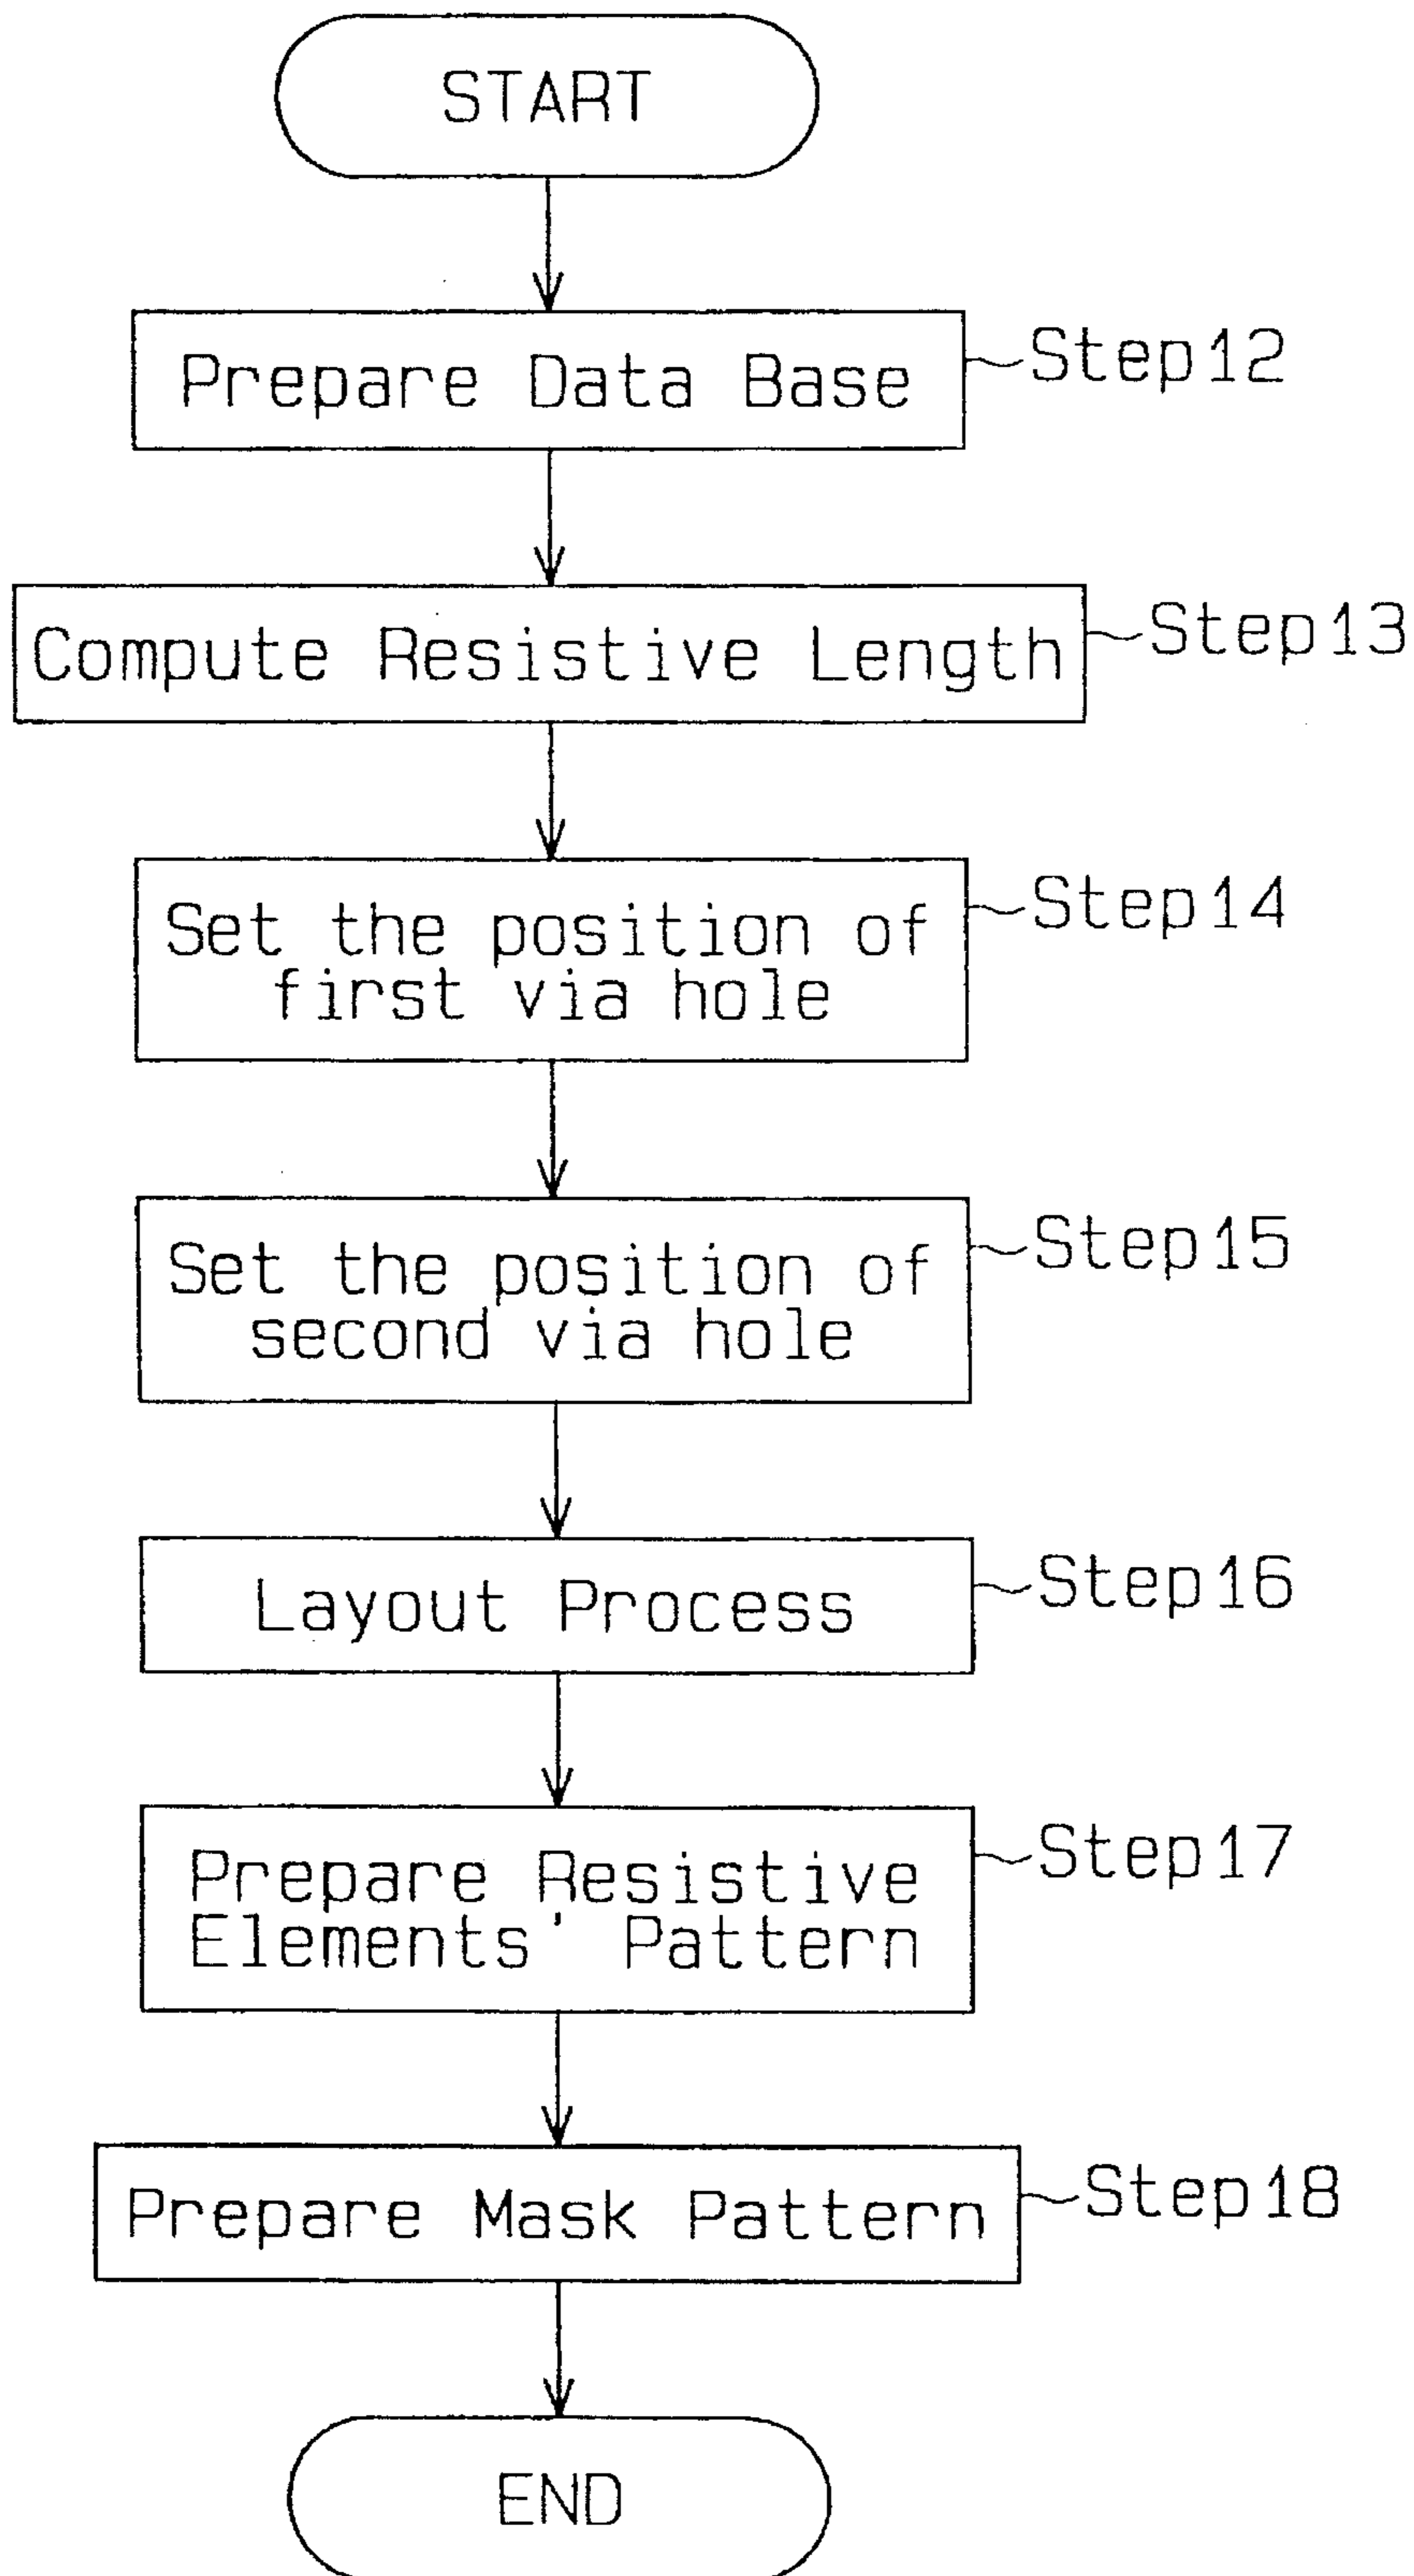 START
Prepare Data Base
Step12
Compute Resistive Length
Step13
Set the position of
first via hole
Step14
Set the position of
second via hole
Step15
Layout Process
Step16
Prepare Resistive
Elements' Pattern
Step17
Prepare Mask Pattern
Step18
END